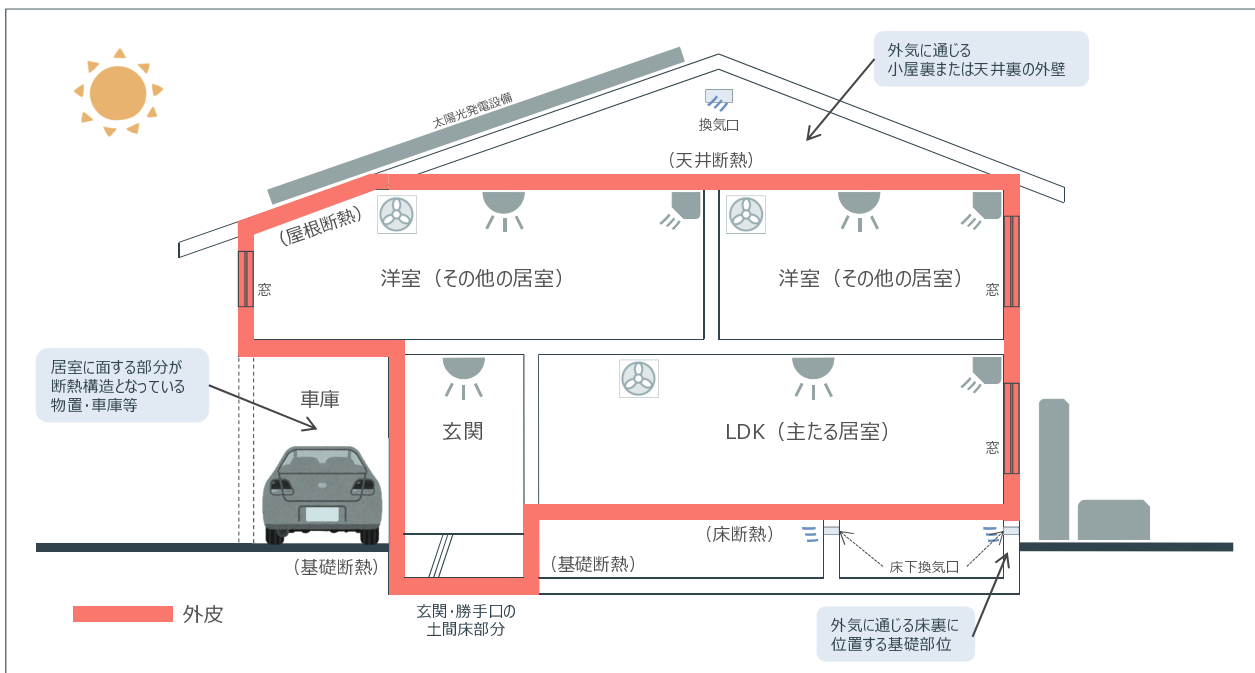 外気に通じる
小屋裏または天井裏の外壁
太陽光発電設備
換気口
（天井断熱）
（屋根断熱）
洋室（その他の居室）
洋室（その他の居室）
窓
窓
居室に面する部分が
断熱構造となっている
物置・車庫等
車庫
玄関
LDK（主たる居室）
窓
（床断熱）
（基礎断熱）
（基礎断熱）
床下換気口
外皮
玄関・勝手口の
土間床部分
外気に通じる床裏に
位置する基礎部位